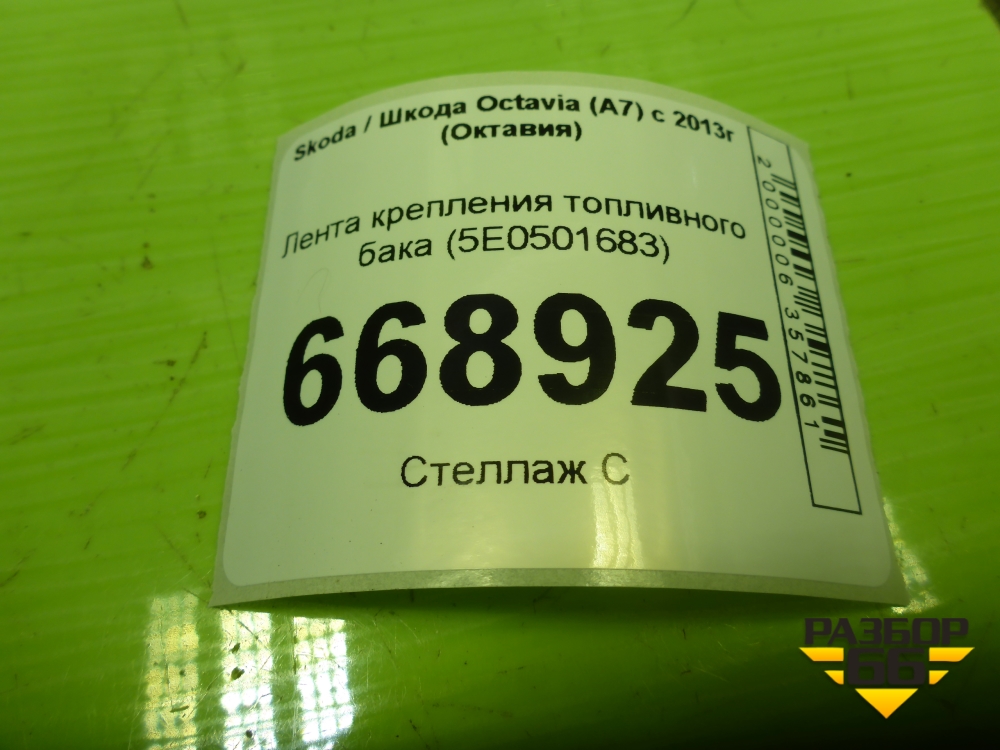 Skoda / Шкода Octavia (A7) с 2013г
(Октавия)
Лента крепления топливного
бака (5E0501683)
668925
Стеллаж С
2000006357861
РАЗБОР
66